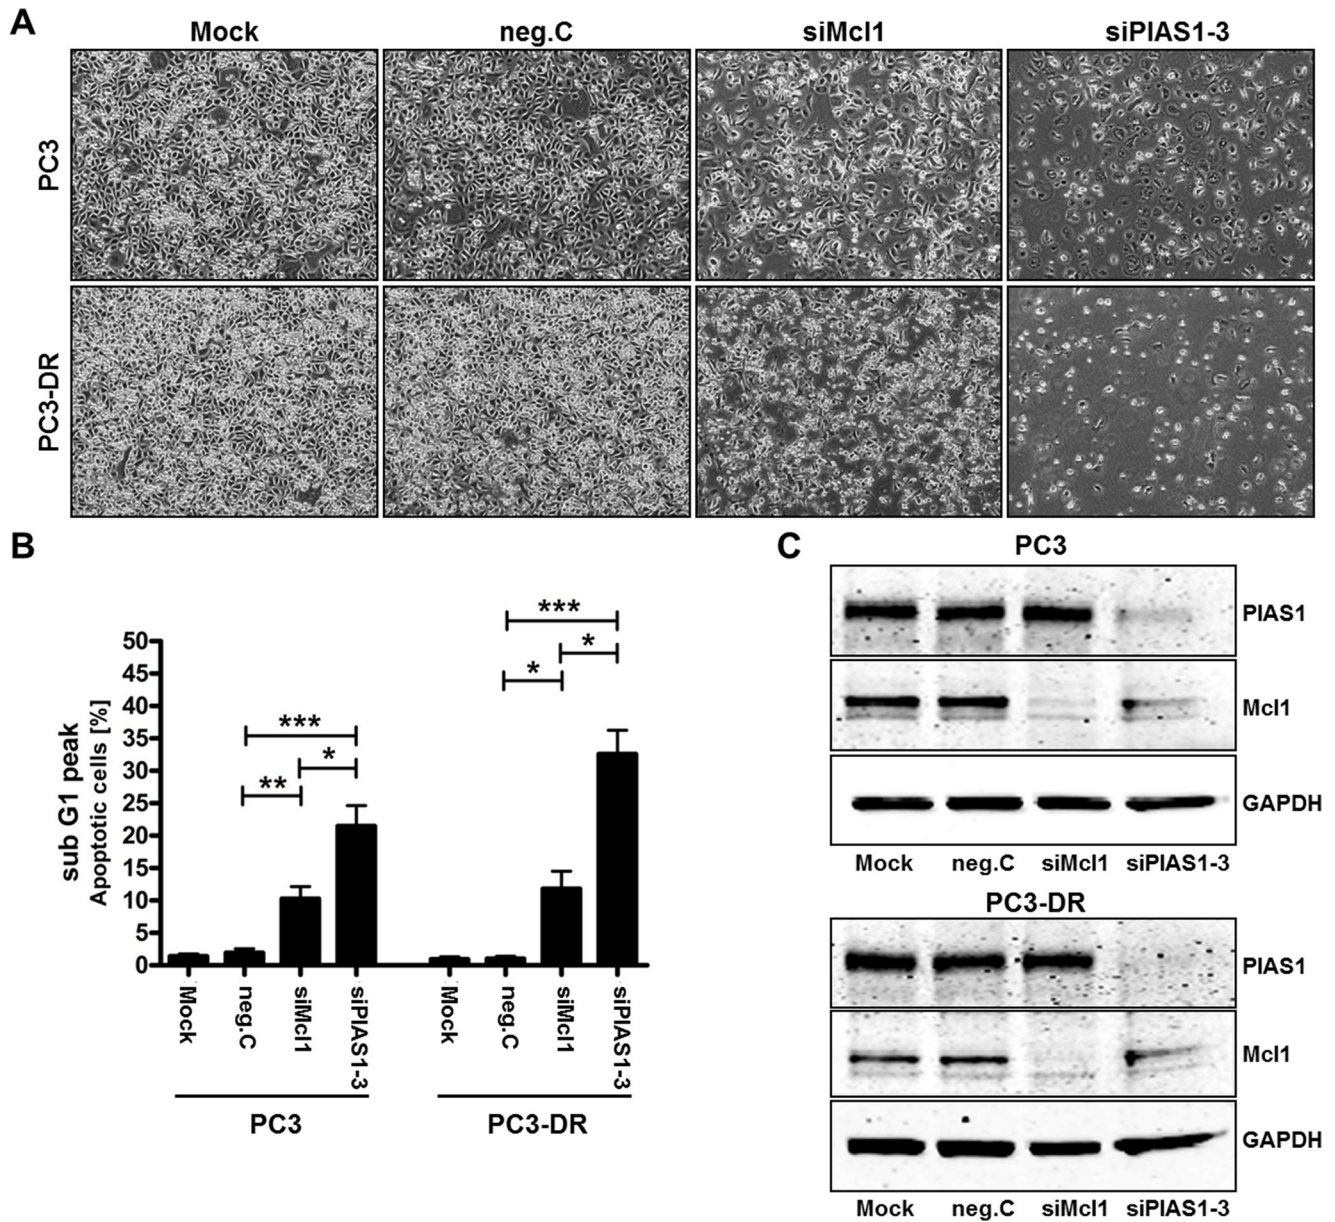 A
Mock neg.C siMcl1 siPIAS1-3
PC3
PC3-DR
B
sub G1 peak
Apoptotic cells [%]
50
45
40
35
30
25
20
15
10
5
0
*** * **
*** * *
Mock neg.C siMcl1 siPIAS1-3 Mock neg.C siMcl1 siPIAS1-3
PC3 PC3-DR
C
PC3
PIAS1
Mcl1
GAPDH
Mock neg.C siMcl1 siPIAS1-3
PC3-DR
PIAS1
Mcl1
GAPDH
Mock neg.C siMcl1 siPIAS1-3